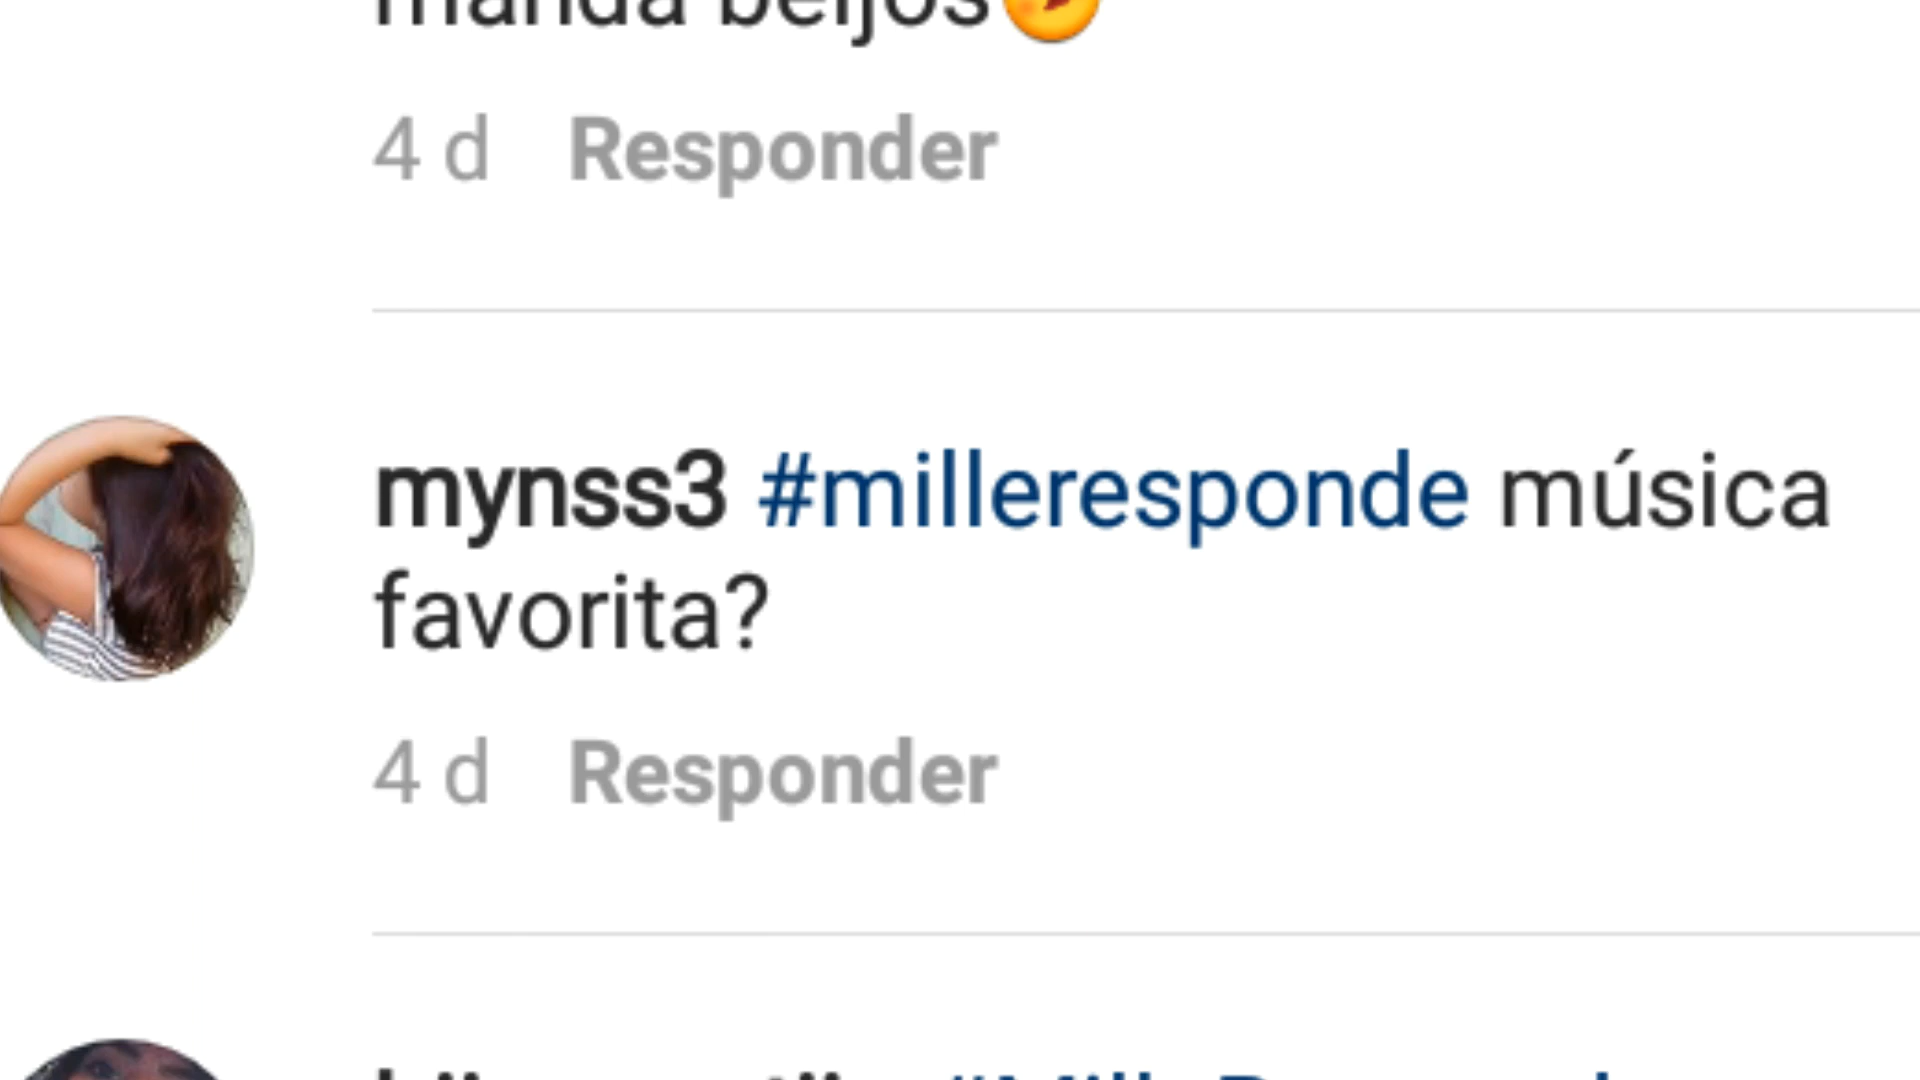 manda beijos
4 d Responder
mynss3 #milleresponde música
favorita?
4 d Responder